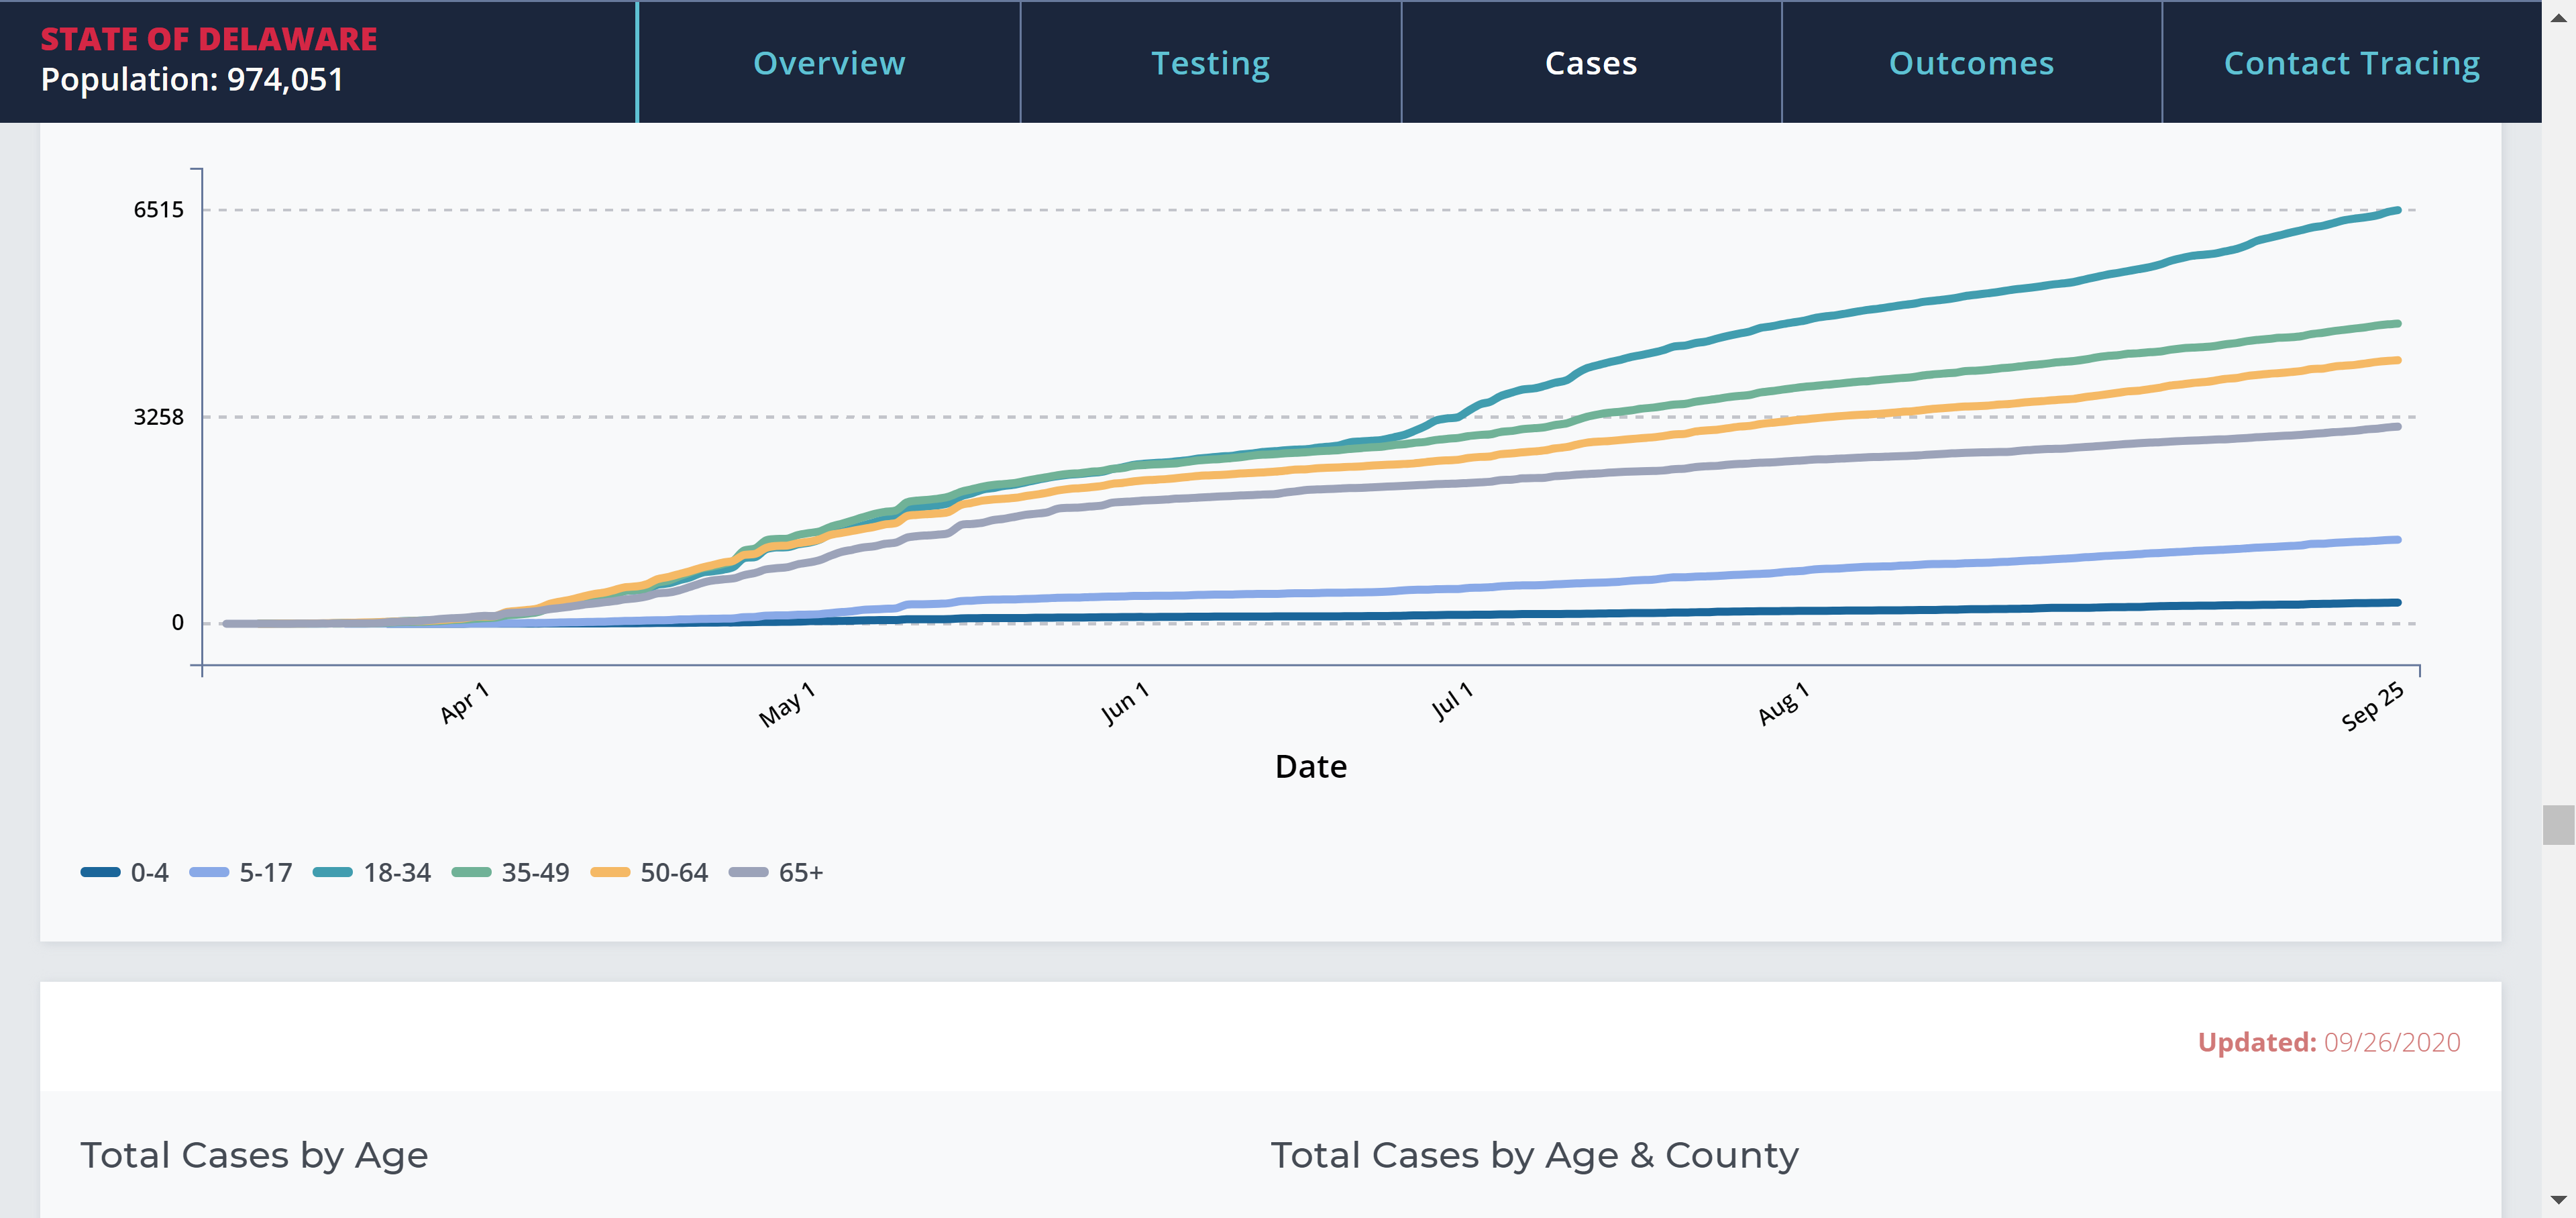 STATE OF DELAWARE
Population: 974,051
Overview
Testing
Cases
Outcomes
Contact Tracing
6515
3258
0
Apr 1
May 1
Jun 1
Jul 1
Aug 1
Sep 25
Date
0-4
5-17
18-34
35-49
50-64
65+
Updated: 09/26/2020
Total Cases by Age
Total Cases by Age & County